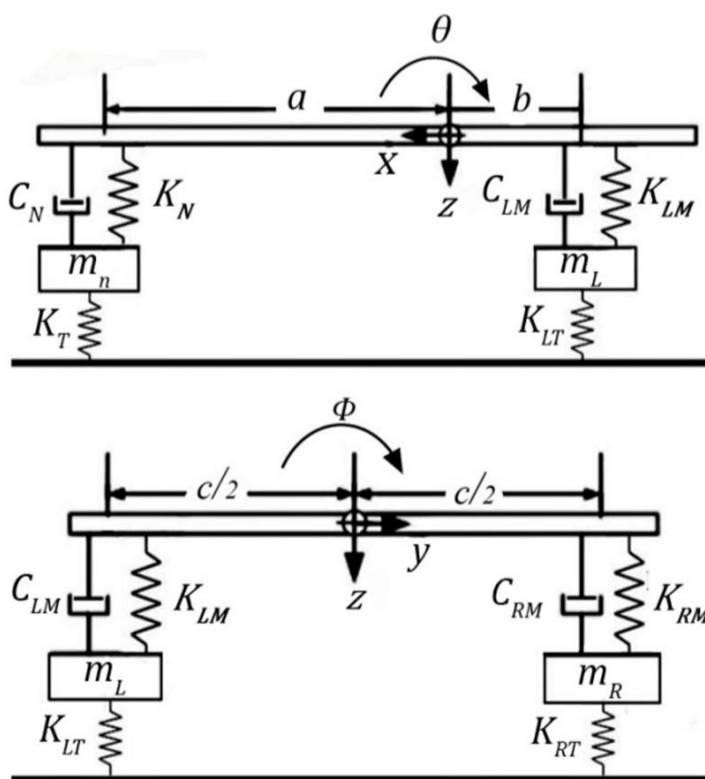 θ
a b
x
z
C_N K_N C_LM K_LM
m_n m_L
K_T K_LT
Φ
c/2 c/2
y
z
C_LM K_LM C_RM K_RM
m_L m_R
K_LT K_RT